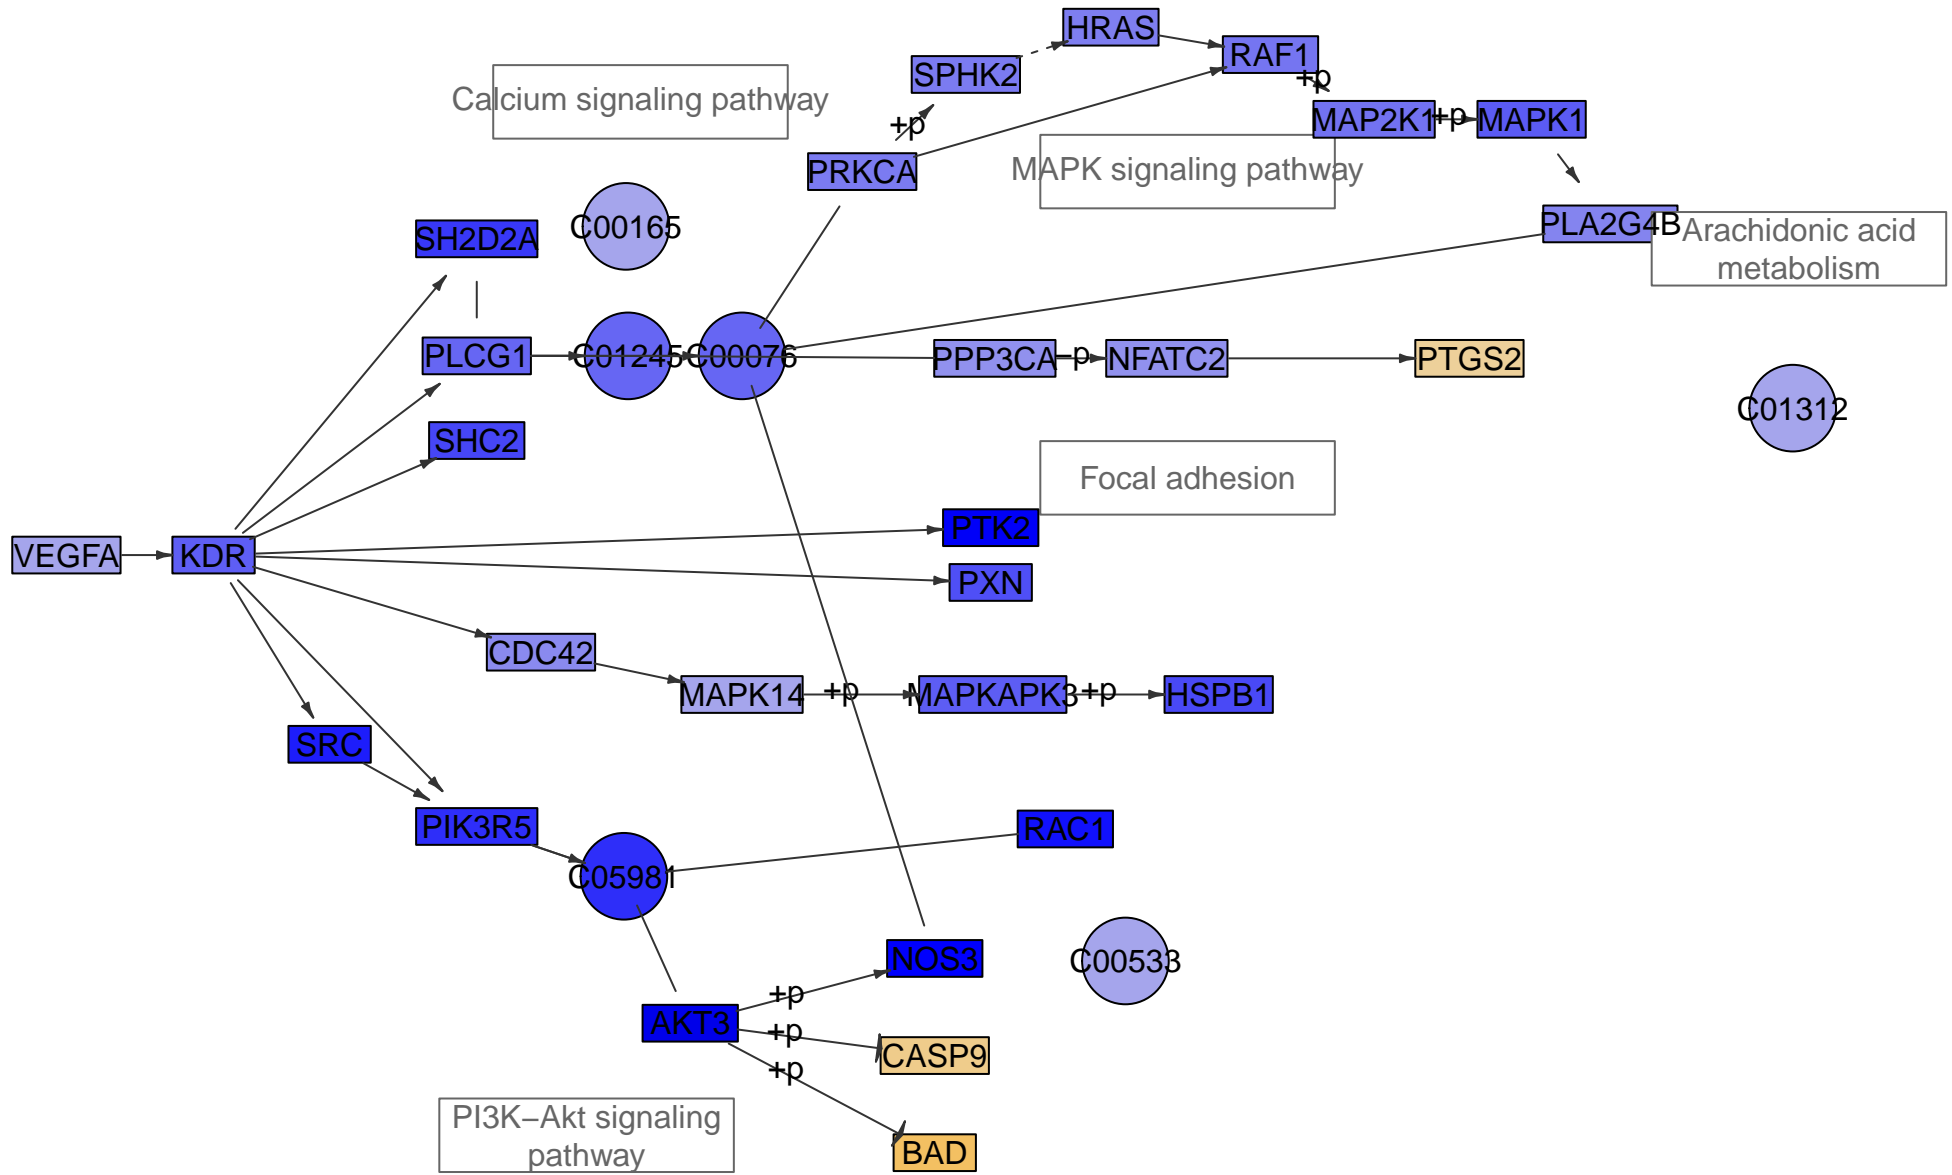 HRAS
RAF1
+p
SPHK2
Calcium signaling pathway
+p
MAP2K1
+p
MAPK1
PRKCA
MAPK signaling pathway
C00165
SH2D2A
PLA2G4B
Arachidonic acid
metabolism
PLCG1
C01245
C00076
PPP3CA
−p
NFATC2
PTGS2
C01312
SHC2
Focal adhesion
PTK2
VEGFA
KDR
PXN
CDC42
MAPK14
+p
MAPKAPK3
+p
HSPB1
SRC
PIK3R5
RAC1
C05981
NOS3
C00533
+p
AKT3
+p
CASP9
+p
PI3K−Akt signaling
pathway
BAD